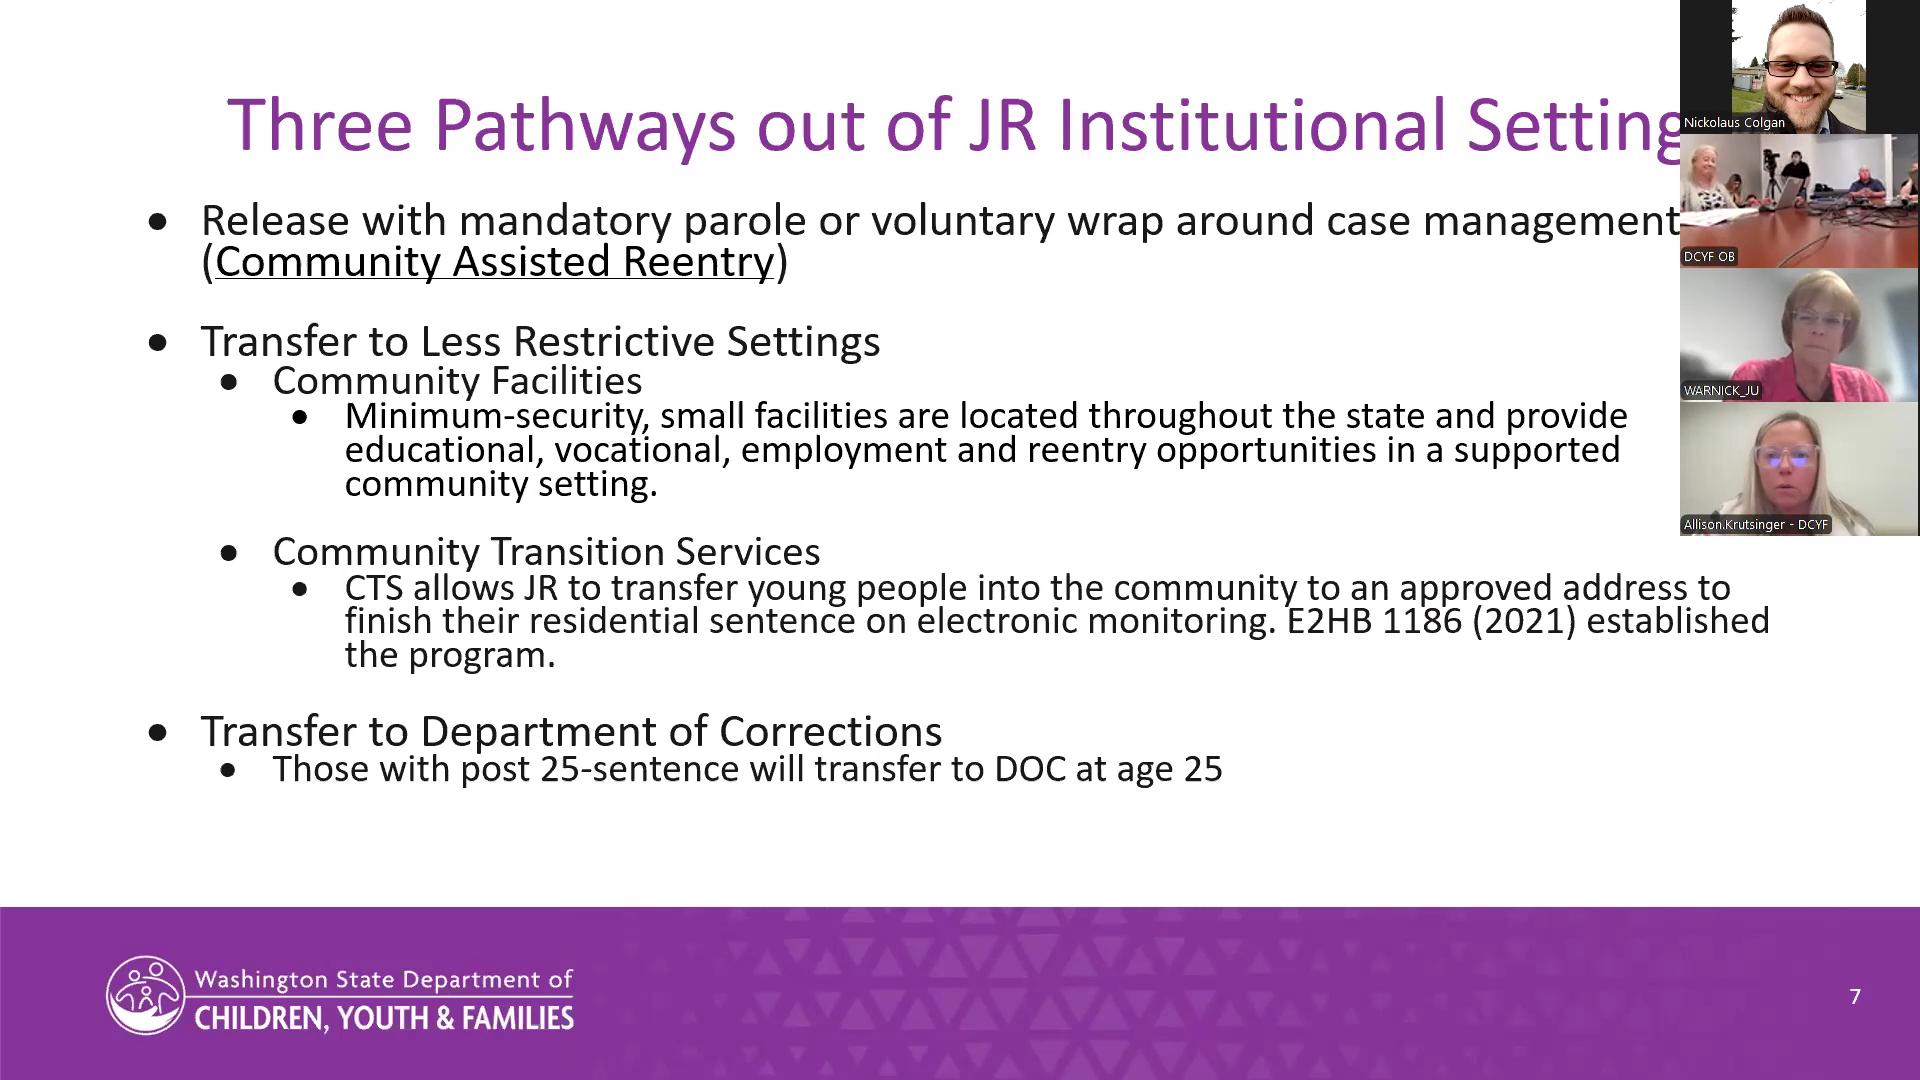 Three Pathways out of JR Institutional Setting
Release with mandatory parole or voluntary wrap around case management
(Community Assisted Reentry)
Transfer to Less Restrictive Settings
Community Facilities
Minimum-security, small facilities are located throughout the state and provide
educational, vocational, employment and reentry opportunities in a supported
community setting.
Community Transition Services
CTS allows JR to transfer young people into the community to an approved address to
finish their residential sentence on electronic monitoring. E2HB 1186 (2021) established
the program.
Transfer to Department of Corrections
Those with post 25-sentence will transfer to DOC at age 25
Nickolaus Colgan
DCYF OB
WARNICK_JU
Allison.Krutsinger - DCYF
Washington State Department of
CHILDREN, YOUTH & FAMILIES
7